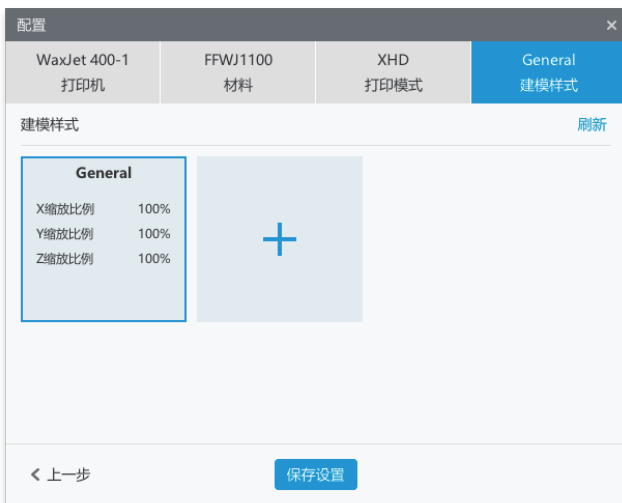 配置
WaxJet 400-1 FFWJ1100 XHD General
打印机 材料 打印模式 建模样式
建模样式 刷新
General
X缩放比例 100%
Y缩放比例 100%
Z缩放比例 100%
上一步 保存设置